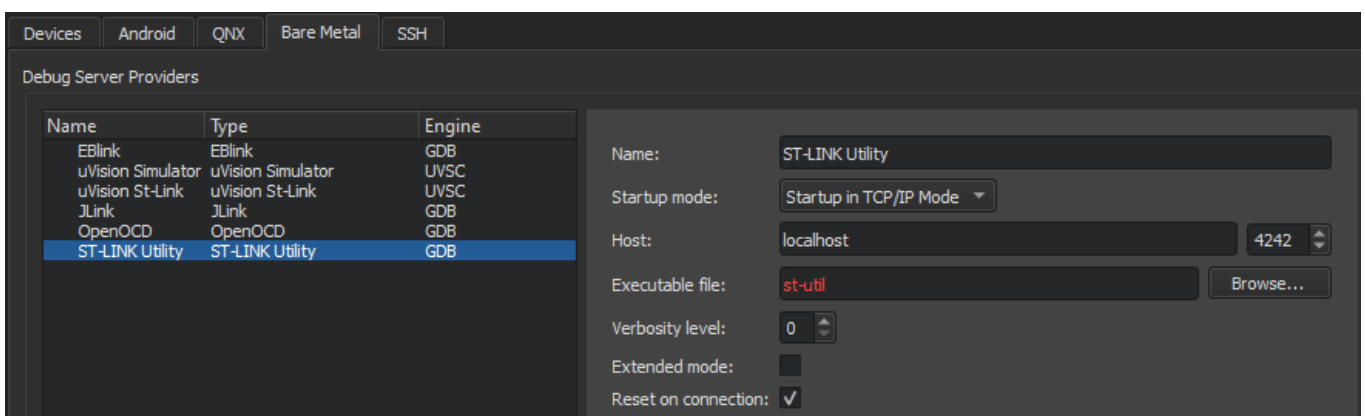 Devices Android QNX Bare Metal SSH
Debug Server Providers
Name Type Engine
EBlink EBlink GDB
uVision Simulator uVision Simulator UVSC
uVision St-Link uVision St-Link UVSC
JLink JLink GDB
OpenOCD OpenOCD GDB
ST-LINK Utility ST-LINK Utility GDB
Name: ST-LINK Utility
Startup mode: Startup in TCP/IP Mode
Host: localhost 4242
Executable file: st-util Browse...
Verbosity level: 0
Extended mode:
Reset on connection: